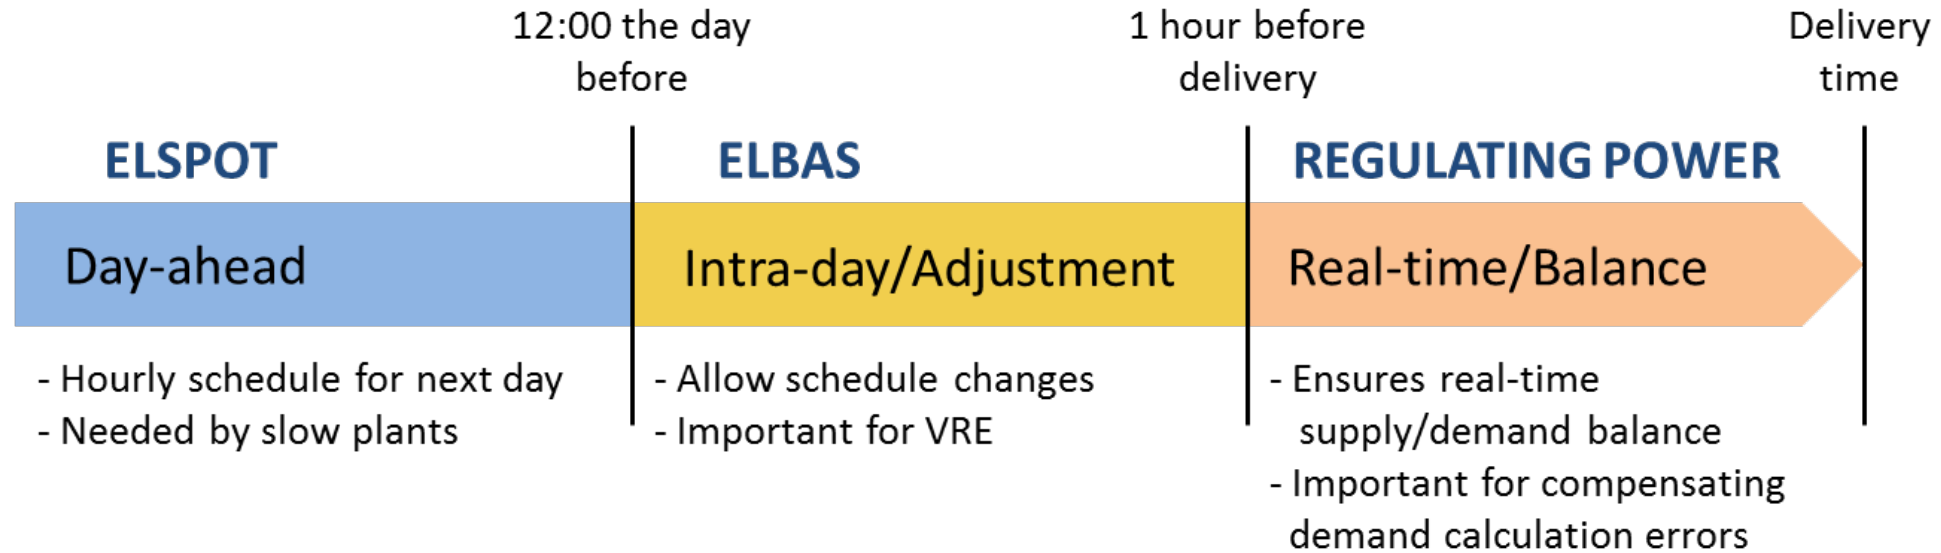 12:00 the day
before
1 hour before
delivery
Delivery
time
ELSPOT
ELBAS
REGULATING POWER
Day-ahead
Intra-day/Adjustment
Real-time/Balance
- Hourly schedule for next day
- Needed by slow plants
- Allow schedule changes
- Important for VRE
- Ensures real-time
supply/demand balance
- Important for compensating
demand calculation errors